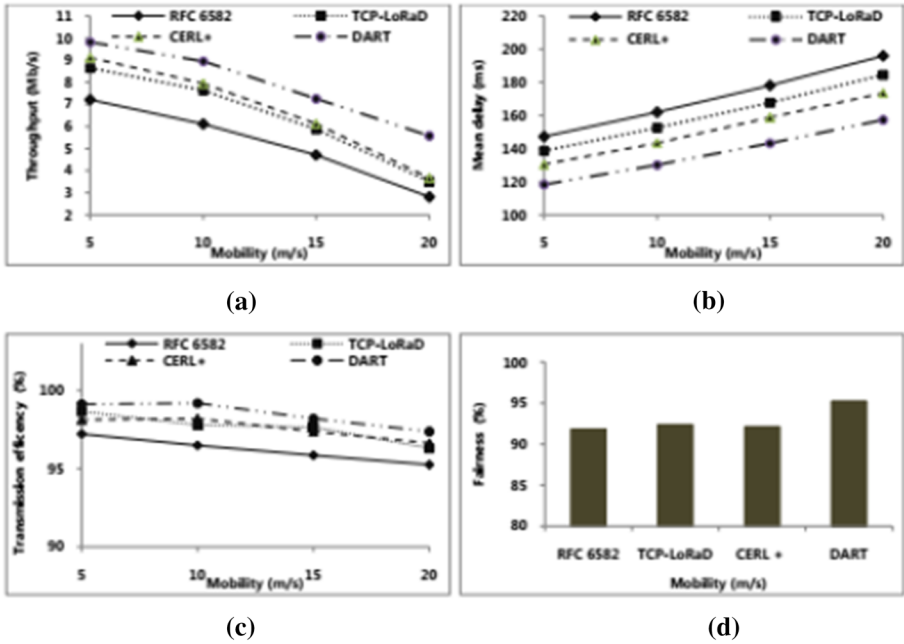 RFC 6582 TCP-LoRaD
CERL+ DART
Throughput (Mb/s)
11
10
9
8
7
6
5
4
3
2
5 10 15 20
Mobility (m/s)
(a)
RFC 6582 TCP-LoRaD
CERL+ DART
Mean delay (ms)
220
200
180
160
140
120
100
5 10 15 20
Mobility (m/s)
(b)
RFC 6582 TCP-LoRaD
CERL+ DART
Transmission efficency (%)
100
95
90
5 10 15 20
Mobility (m/s)
(c)
Fairness (%)
100
95
90
85
80
RFC 6582 TCP-LoRaD CERL + DART
Mobility (m/s)
(d)